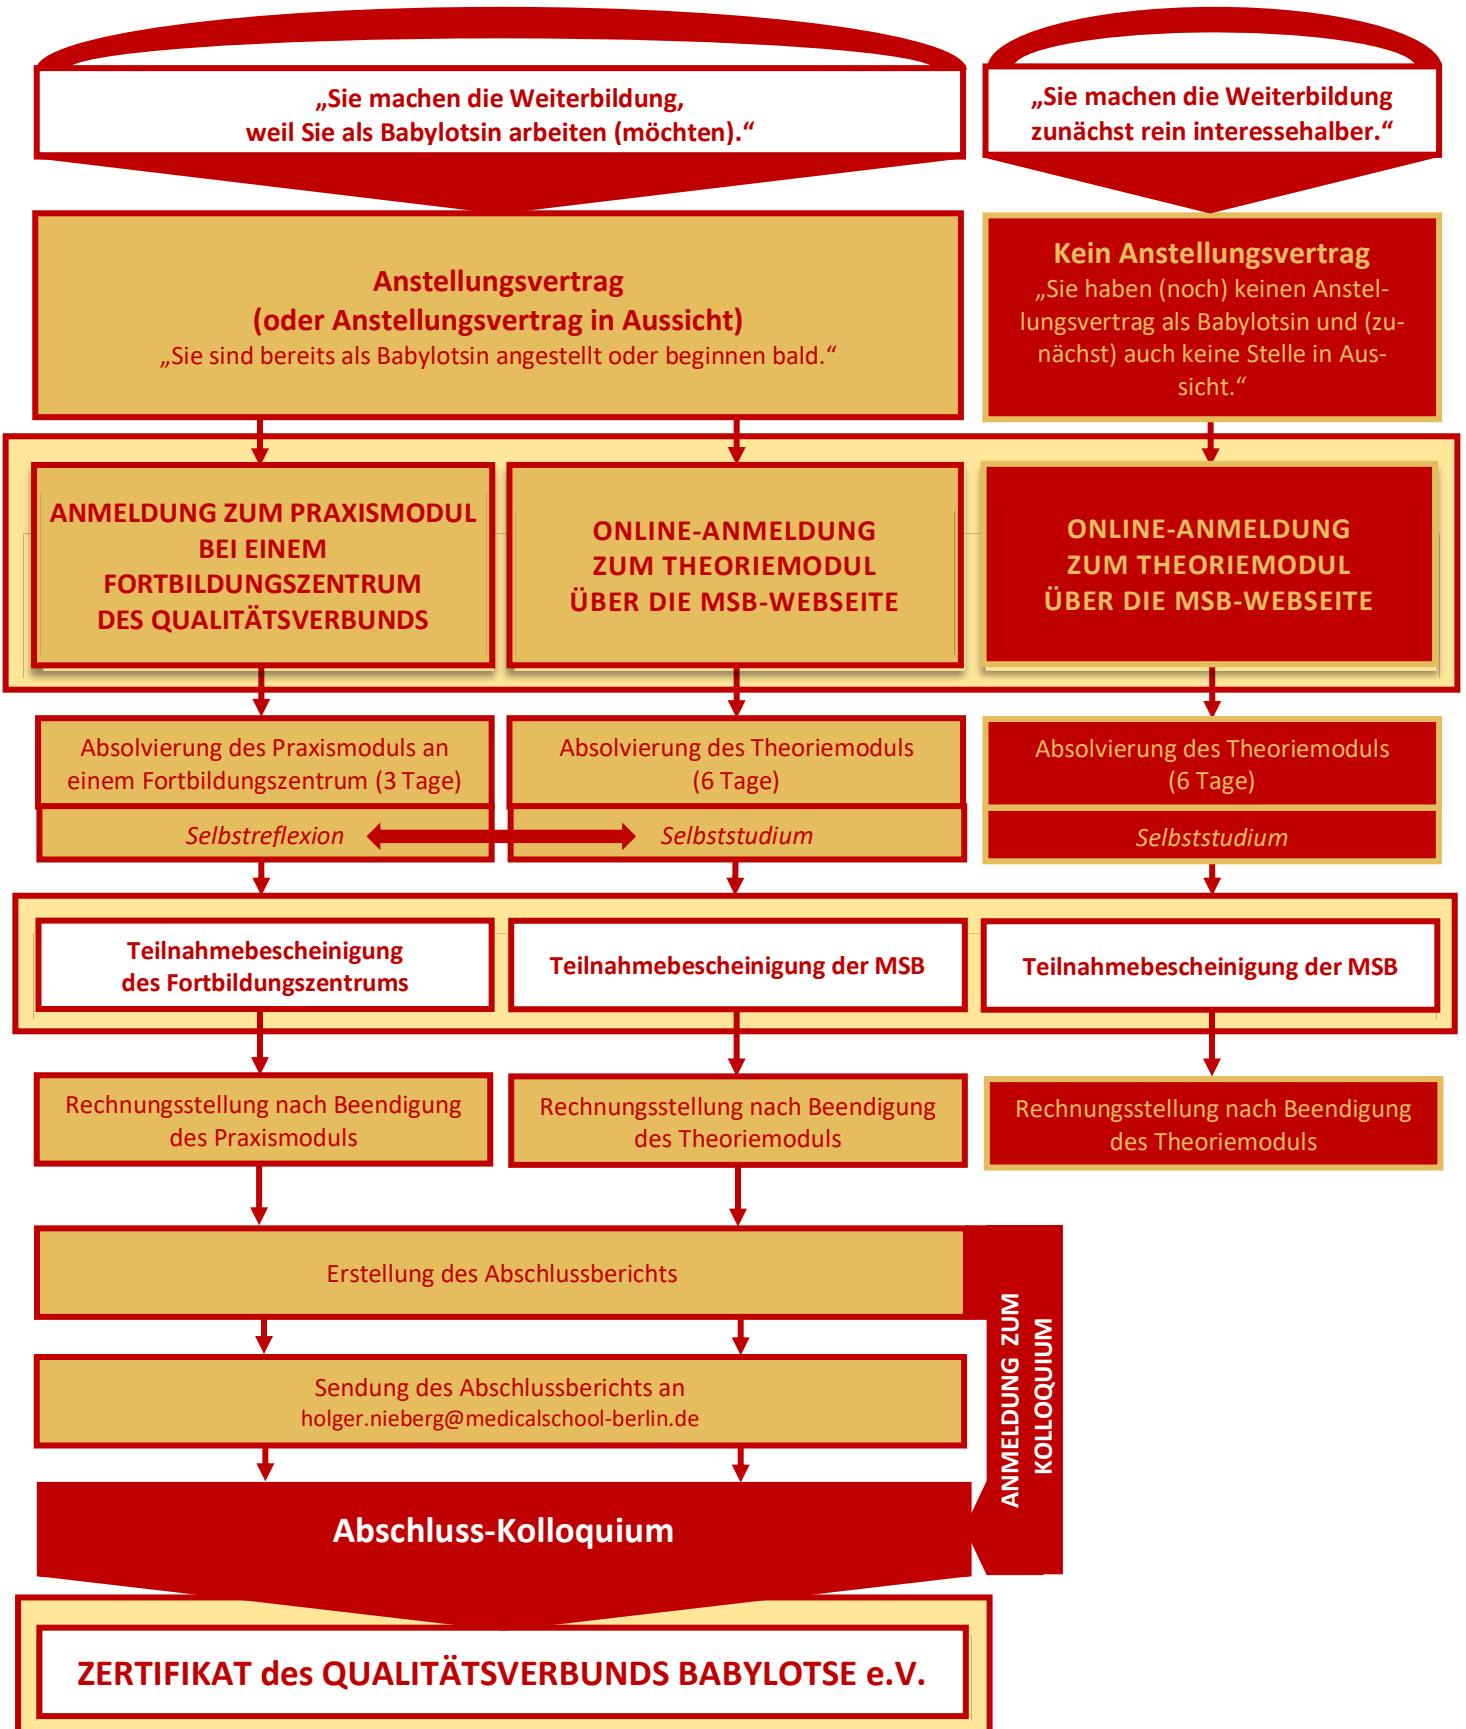 „Sie machen die Weiterbildung,
weil Sie als Babylotsin arbeiten (möchten).“
„Sie machen die Weiterbildung
zunächst rein interessehalber.“
Anstellungsvertrag
(oder Anstellungsvertrag in Aussicht)
„Sie sind bereits als Babylotsin angestellt oder beginnen bald.“
Kein Anstellungsvertrag
„Sie haben (noch) keinen Anstel-
lungsvertrag als Babylotsin und (zu-
nächst) auch keine Stelle in Aus-
sicht.“
ANMELDUNG ZUM PRAXISMODUL
BEI EINEM
FORTBILDUNGSZENTRUM
DES QUALITÄTSVERBUNDS
ONLINE-ANMELDUNG
ZUM THEORIEMODUL
ÜBER DIE MSB-WEBSEITE
ONLINE-ANMELDUNG
ZUM THEORIEMODUL
ÜBER DIE MSB-WEBSEITE
Absolvierung des Praxismoduls an
einem Fortbildungszentrum (3 Tage)
Absolvierung des Theoriemoduls
(6 Tage)
Absolvierung des Theoriemoduls
(6 Tage)
Selbstreflexion
Selbststudium
Selbststudium
Teilnahmebescheinigung
des Fortbildungszentrums
Teilnahmebescheinigung der MSB
Teilnahmebescheinigung der MSB
Rechnungsstellung nach Beendigung
des Praxismoduls
Rechnungsstellung nach Beendigung
des Theoriemoduls
Rechnungsstellung nach Beendigung
des Theoriemoduls
Erstellung des Abschlussberichts
Sendung des Abschlussberichts an
holger.nieberg@medicalschool-berlin.de
ANMELDUNG ZUM
KOLLOQUIUM
Abschluss-Kolloquium
ZERTIFIKAT des QUALITÄTSVERBUNDS BABYLOTSE e.V.